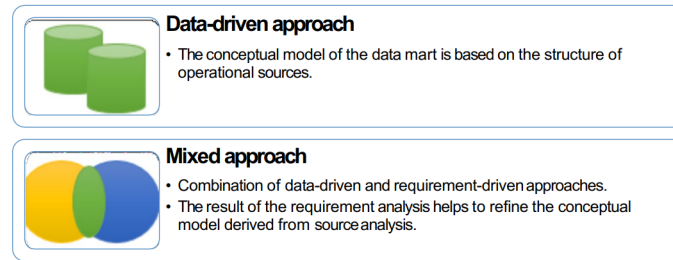 Data-driven approach
• The conceptual model of the data mart is based on the structure of
operational sources.
Mixed approach
• Combination of data-driven and requirement-driven approaches.
• The result of the requirement analysis helps to refine the conceptual
model derived from source analysis.